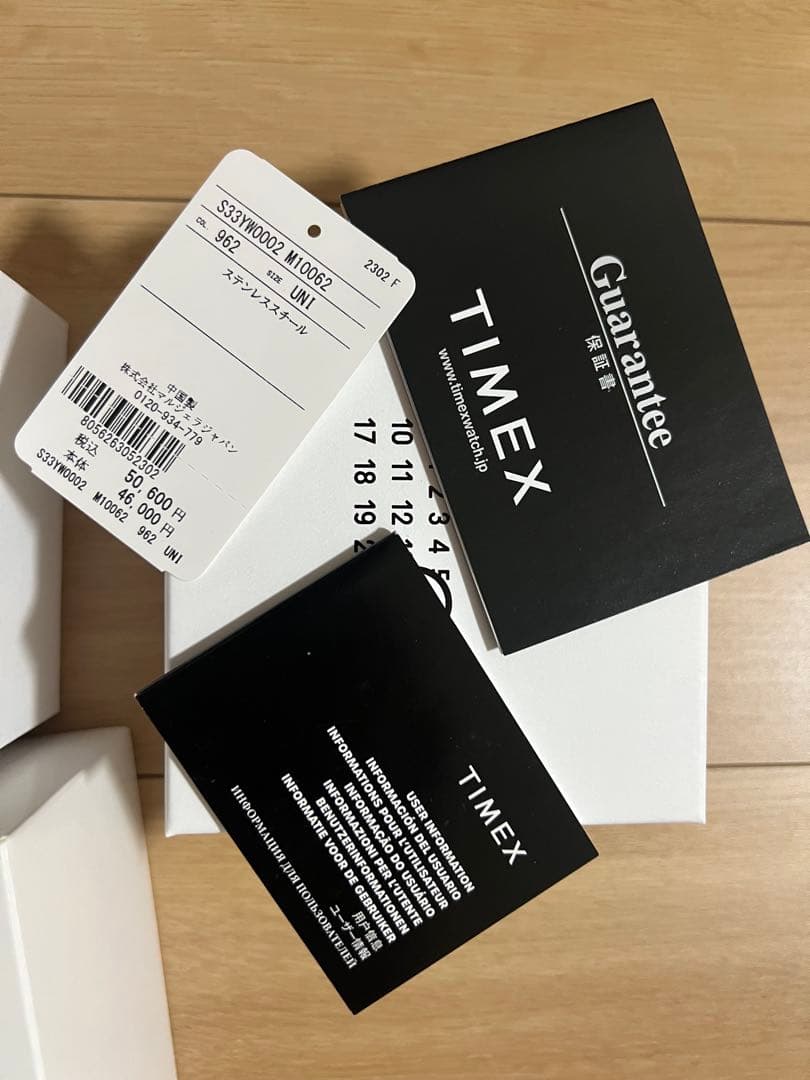 S33YW0002 M10062
COL. 962 SIZE UNI
2302 F
ステンレススチール
中国製
株式会社マルジェラジャパン
0120-934-779
8056263052302
税込 50,600円
本体 46,000円
S33YW0002 M10062 962 UNI
Guarantee
保証書
TIMEX
www.timexwatch.jp
2 3 4 5
10 11 12
17 18 19
TIMEX
USER INFORMATION
INFORMACIÓN DEL USUARIO
INFORMATIONS POUR L'UTILISATEUR
INFORMAÇÃO DO USUÁRIO
INFORMAZIONI PER L'UTENTE
BENUTZERINFORMATIONEN
INFORMATIE VOOR DE GEBRUIKER
用户信息
ユーザー情報
ИНФОРМАЦИЯ ДЛЯ ПОЛЬЗОВАТЕЛЕЙ